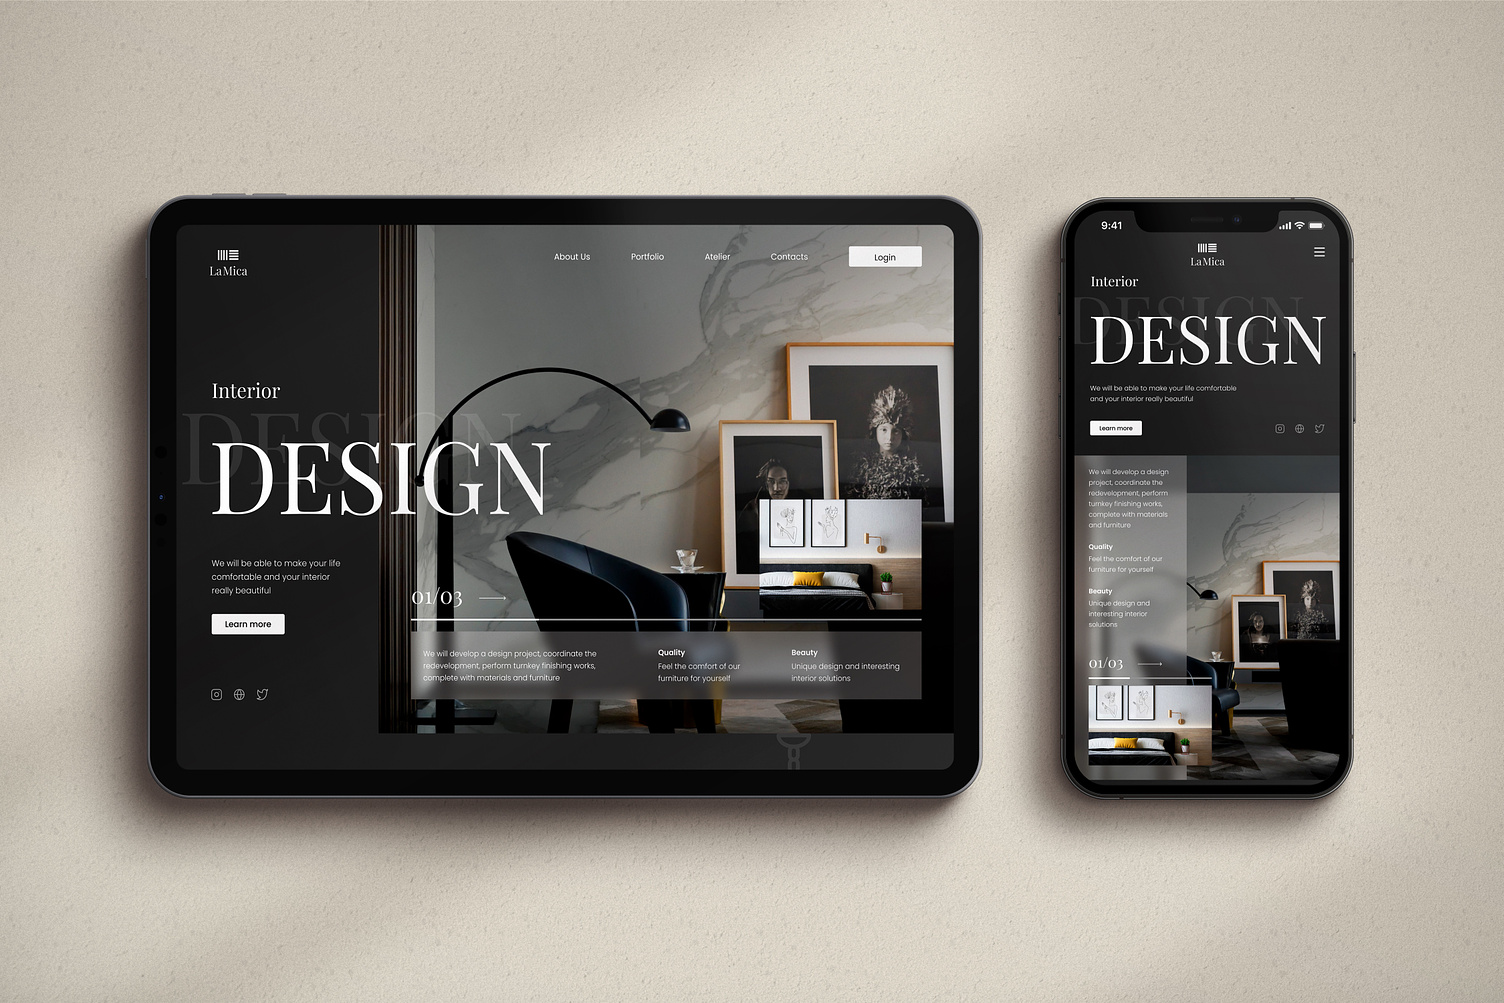 La Mica
About Us
Portfolio
Atelier
Contacts
Login
Interior
DESIGN
DESIGN
We will be able to make your life
comfortable and your interior
really beautiful
Learn more
01/03
We will develop a design project, coordinate the
redevelopment, perform turnkey finishing works,
complete with materials and furniture
Quality
Feel the comfort of our
furniture for yourself
Beauty
Unique design and interesting
interior solutions
9:41
La Mica
Interior
DESIGN
DESIGN
We will be able to make your life comfortable
and your interior really beautiful
Learn more
We will develop a design
project, coordinate the
redevelopment, perform
turnkey finishing works,
complete with materials
and furniture
Quality
Feel the comfort of our
furniture for yourself
Beauty
Unique design and
interesting interior
solutions
01/03